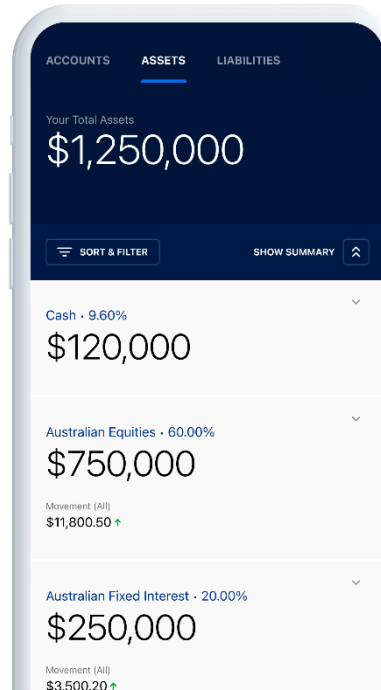 ACCOUNTS ASSETS LIABILITIES
Your Total Assets
$1,250,000
SORT & FILTER SHOW SUMMARY
Cash • 9.60%
$120,000
Australian Equities • 60.00%
$750,000
Movement (All)
$11,800.50 ↑
Australian Fixed Interest • 20.00%
$250,000
Movement (All)
$3,500.20 ↑